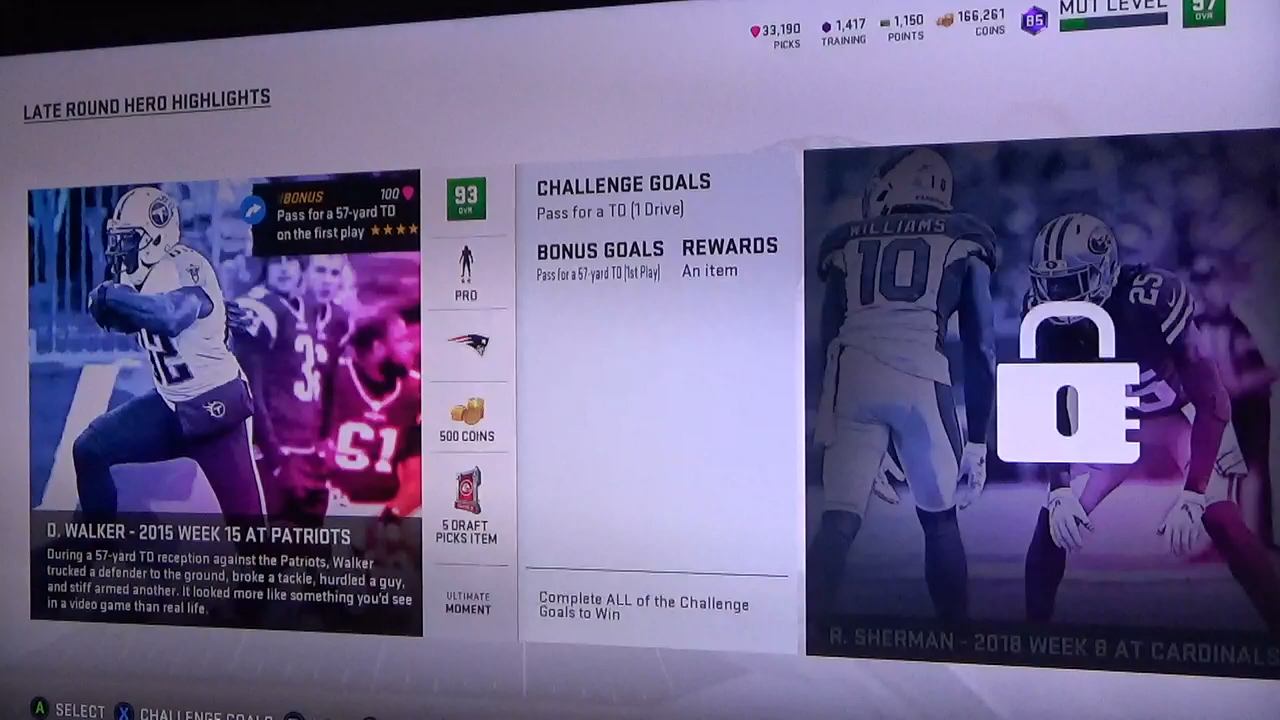 33,190 PICKS
1,417 TRAINING
1,150 POINTS
166,261 COINS
85
MUT LEVEL
97 OVR
LATE ROUND HERO HIGHLIGHTS
BONUS 100
Pass for a 57-yard TD
on the first play
32
61
D. WALKER - 2015 WEEK 15 AT PATRIOTS
During a 57-yard TD reception against the Patriots, Walker
trucked a defender to the ground, broke a tackle, hurdled a guy,
and stiff armed another. It looked more like something you'd see
in a video game than real life.
93
OVR
PRO
500 COINS
5 DRAFT
PICKS ITEM
ULTIMATE
MOMENT
CHALLENGE GOALS
Pass for a TD (1 Drive)
BONUS GOALS REWARDS
Pass for a 57-yard TD (1st Play) An item
Complete ALL of the Challenge
Goals to Win
WILLIAMS
10
25
R. SHERMAN - 2018 WEEK 8 AT CARDINALS
A SELECT X CHALLENGE GOALS